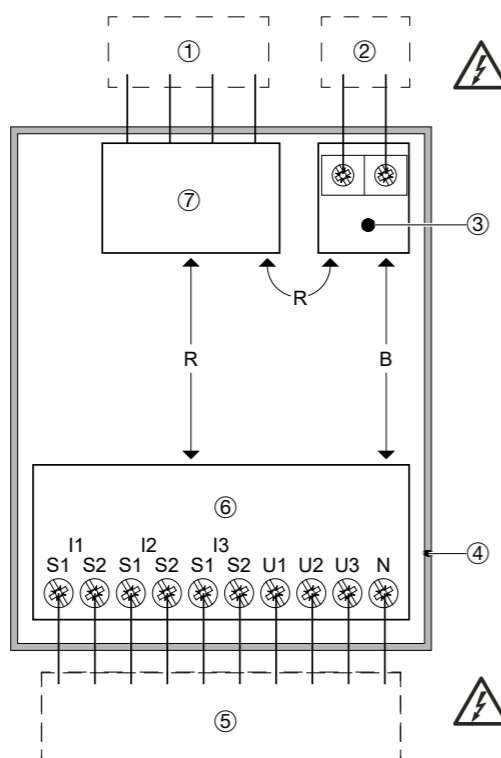 ① ②
⑦
③
R
R B
⑥
I1 I2 I3
S1 S2 S1 S2 S1 S2 U1 U2 U3 N
④
⑤